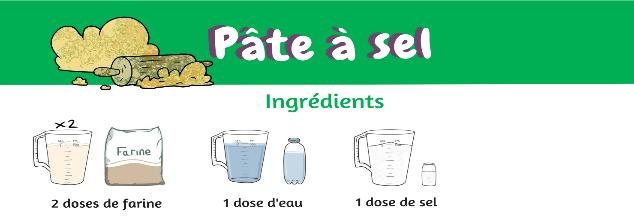 Pâte à sel
Ingrédients
x2
Farine
2 doses de farine
1 dose d'eau
1 dose de sel